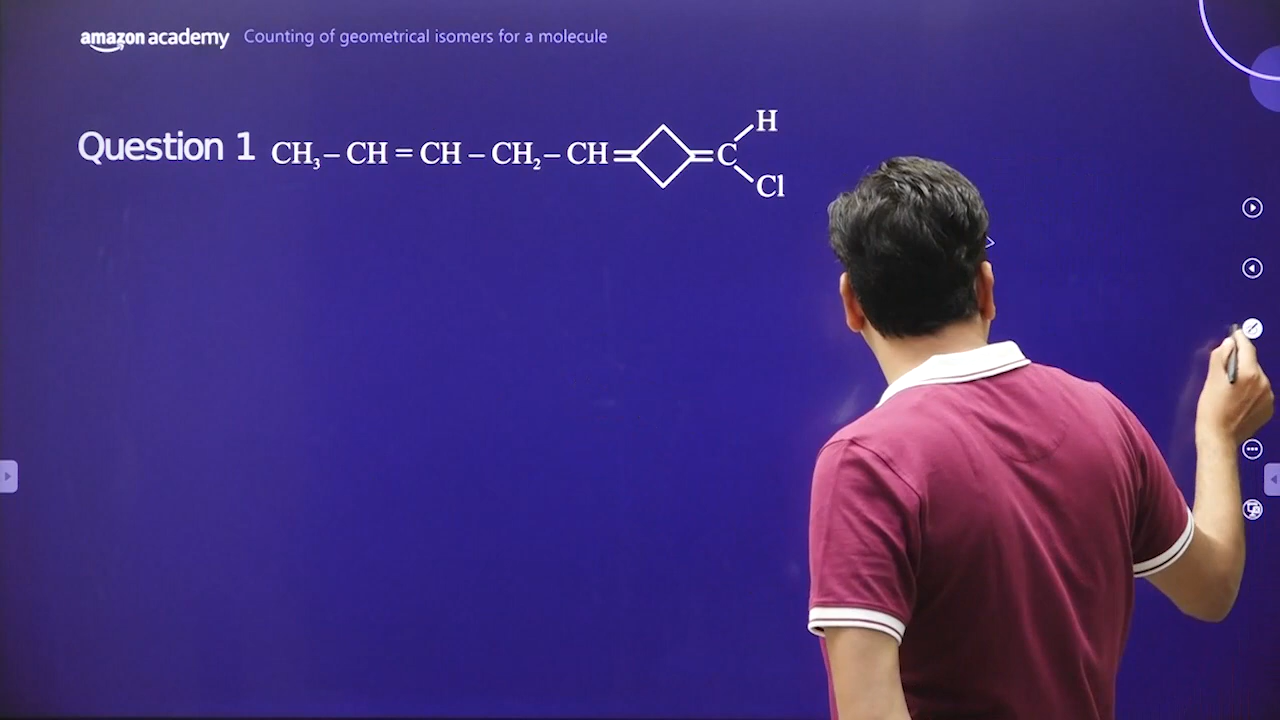 amazon academy Counting of geometrical isomers for a molecule
H
Question 1 CH₃ – CH = CH – CH₂ – CH = = C
Cl